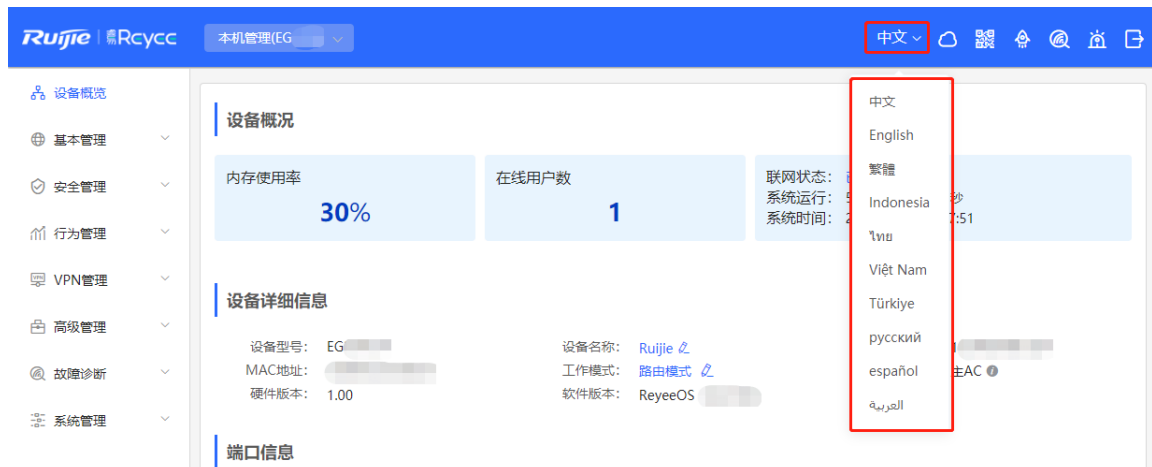 Ruijie 睿易 Reyee 本机管理(EG 中文
设备概览
基本管理
安全管理
行为管理
VPN管理
高级管理
故障诊断
系统管理
设备概况
内存使用率
30%
在线用户数
1
联网状态:
系统运行: 秒
系统时间: 2 7:51
设备详细信息
设备型号: EG
设备名称: Ruijie
MAC地址:
工作模式: 路由模式
主AC
硬件版本: 1.00
软件版本: ReyeeOS
端口信息
中文
English
繁體
Indonesia
ไทย
Việt Nam
Türkiye
русский
español
العربية